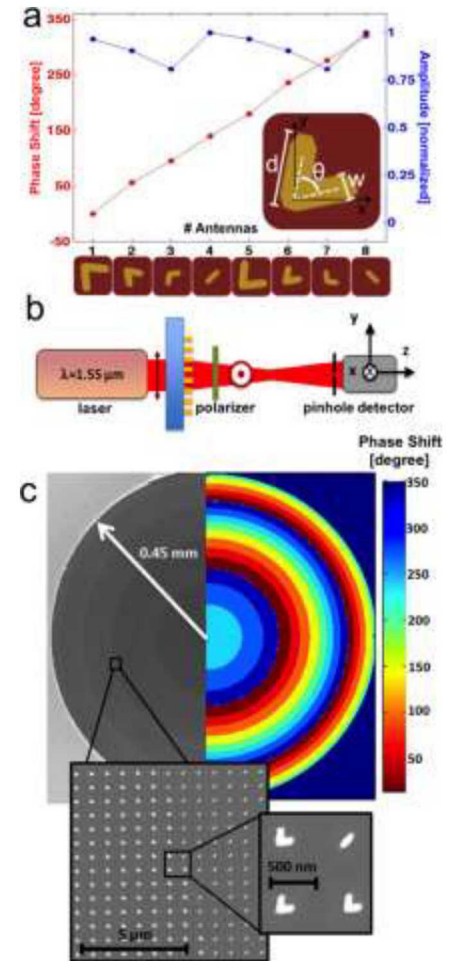 a
350
250
150
50
-50
Phase Shift [degree]
1
0.75
0.5
0.25
0
Amplitude [normalized]
y
d
θ
w
x
# Antennas
1 2 3 4 5 6 7 8
b
λ=1.55 μm
laser
polarizer
pinhole detector
y
z
x
Phase Shift
[degree]
c
0.45 mm
350
300
250
200
150
100
50
500 nm
5 μm